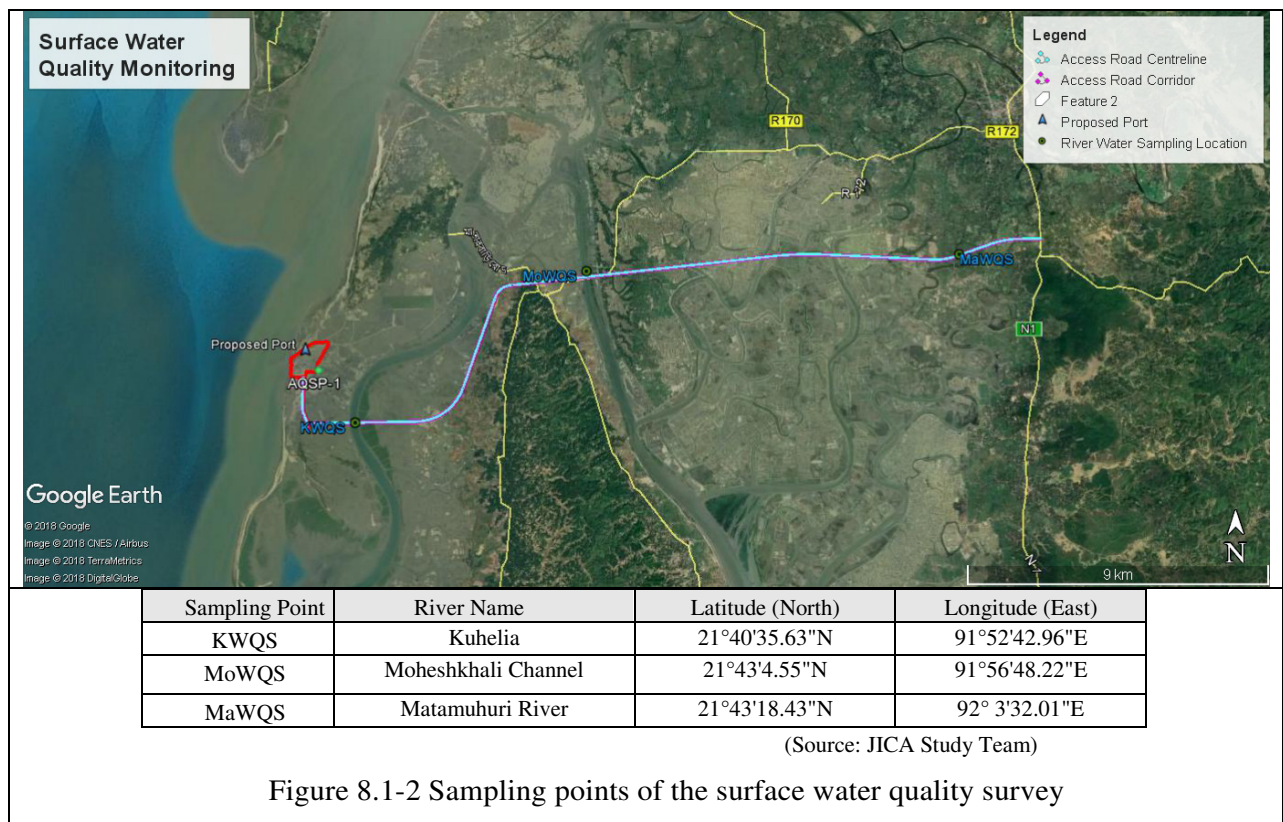 Surface Water
Quality Monitoring
Legend
Access Road Centreline
Access Road Corridor
Feature 2
Proposed Port
River Water Sampling Location
R170
R172
MaWQS
MoWQS
N1
Proposed Port
AQSP-1
KWQS
Google Earth
© 2018 Google
Image © 2018 CNES / Airbus
Image © 2018 TerraMetrics
Image © 2018 DigitalGlobe
N-1
N
9 km
Sampling Point River Name Latitude (North) Longitude (East)
KWQS Kuhelia 21°40'35.63"N 91°52'42.96"E
MoWQS Moheshkhali Channel 21°43'4.55"N 91°56'48.22"E
MaWQS Matamuhuri River 21°43'18.43"N 92° 3'32.01"E
(Source: JICA Study Team)
Figure 8.1-2 Sampling points of the surface water quality survey